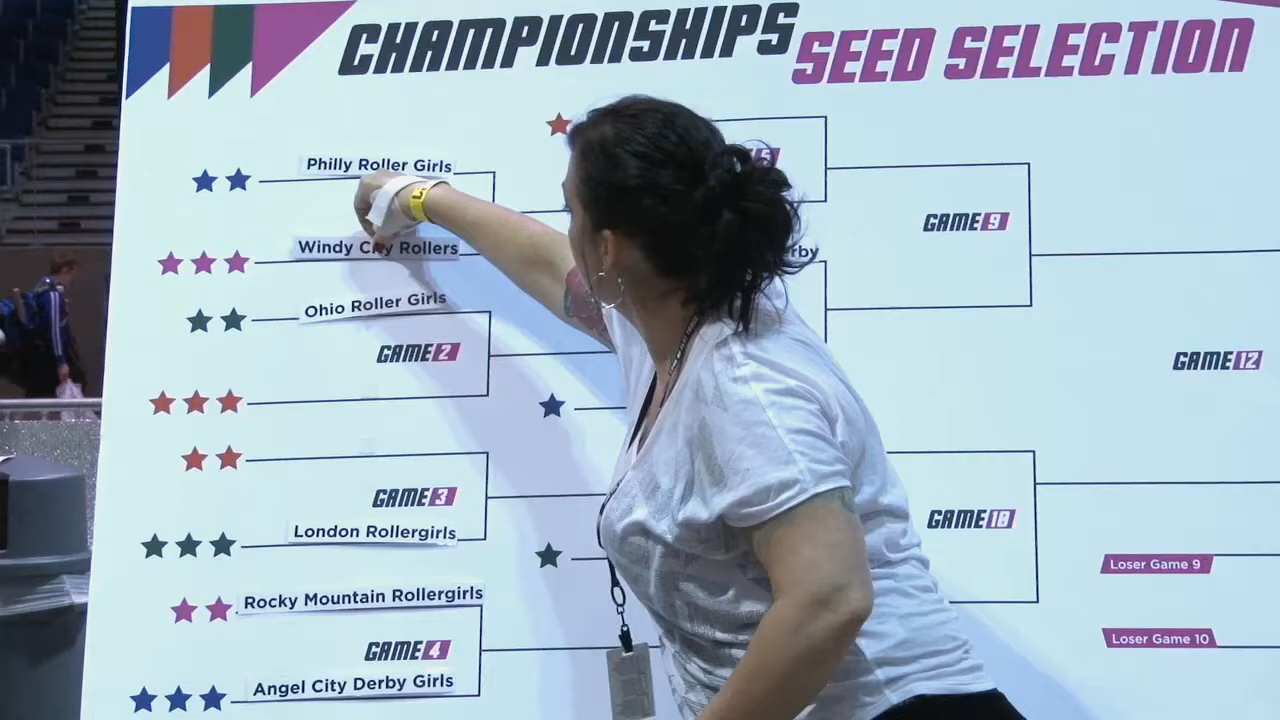 CHAMPIONSHIPS
SEED SELECTION
Philly Roller Girls
Windy City Rollers
Ohio Roller Girls
GAME 2
GAME 3
London Rollergirls
Rocky Mountain Rollergirls
GAME 4
Angel City Derby Girls
5
GAME 9
GAME 12
GAME 10
Loser Game 9
Loser Game 10